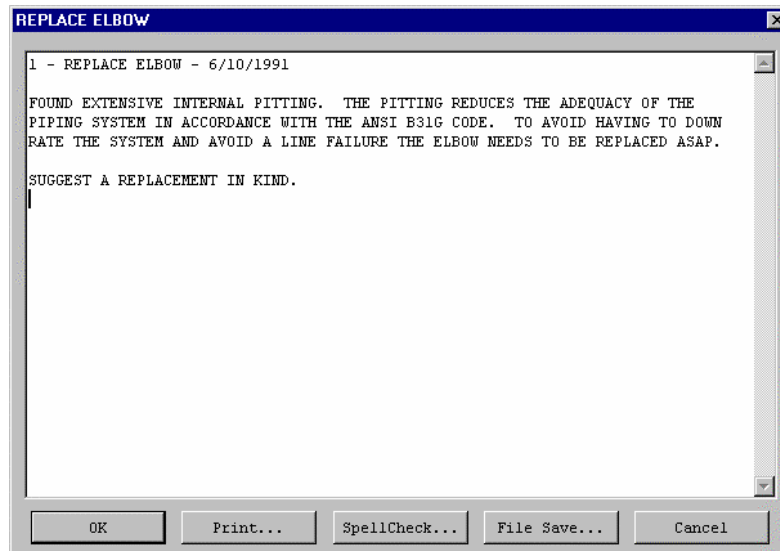 REPLACE ELBOW
1 - REPLACE ELBOW - 6/10/1991
FOUND EXTENSIVE INTERNAL PITTING.  THE PITTING REDUCES THE ADEQUACY OF THE
PIPING SYSTEM IN ACCORDANCE WITH THE ANSI B31G CODE.  TO AVOID HAVING TO DOWN
RATE THE SYSTEM AND AVOID A LINE FAILURE THE ELBOW NEEDS TO BE REPLACED ASAP.
SUGGEST A REPLACEMENT IN KIND.
OK Print... SpellCheck... File Save... Cancel